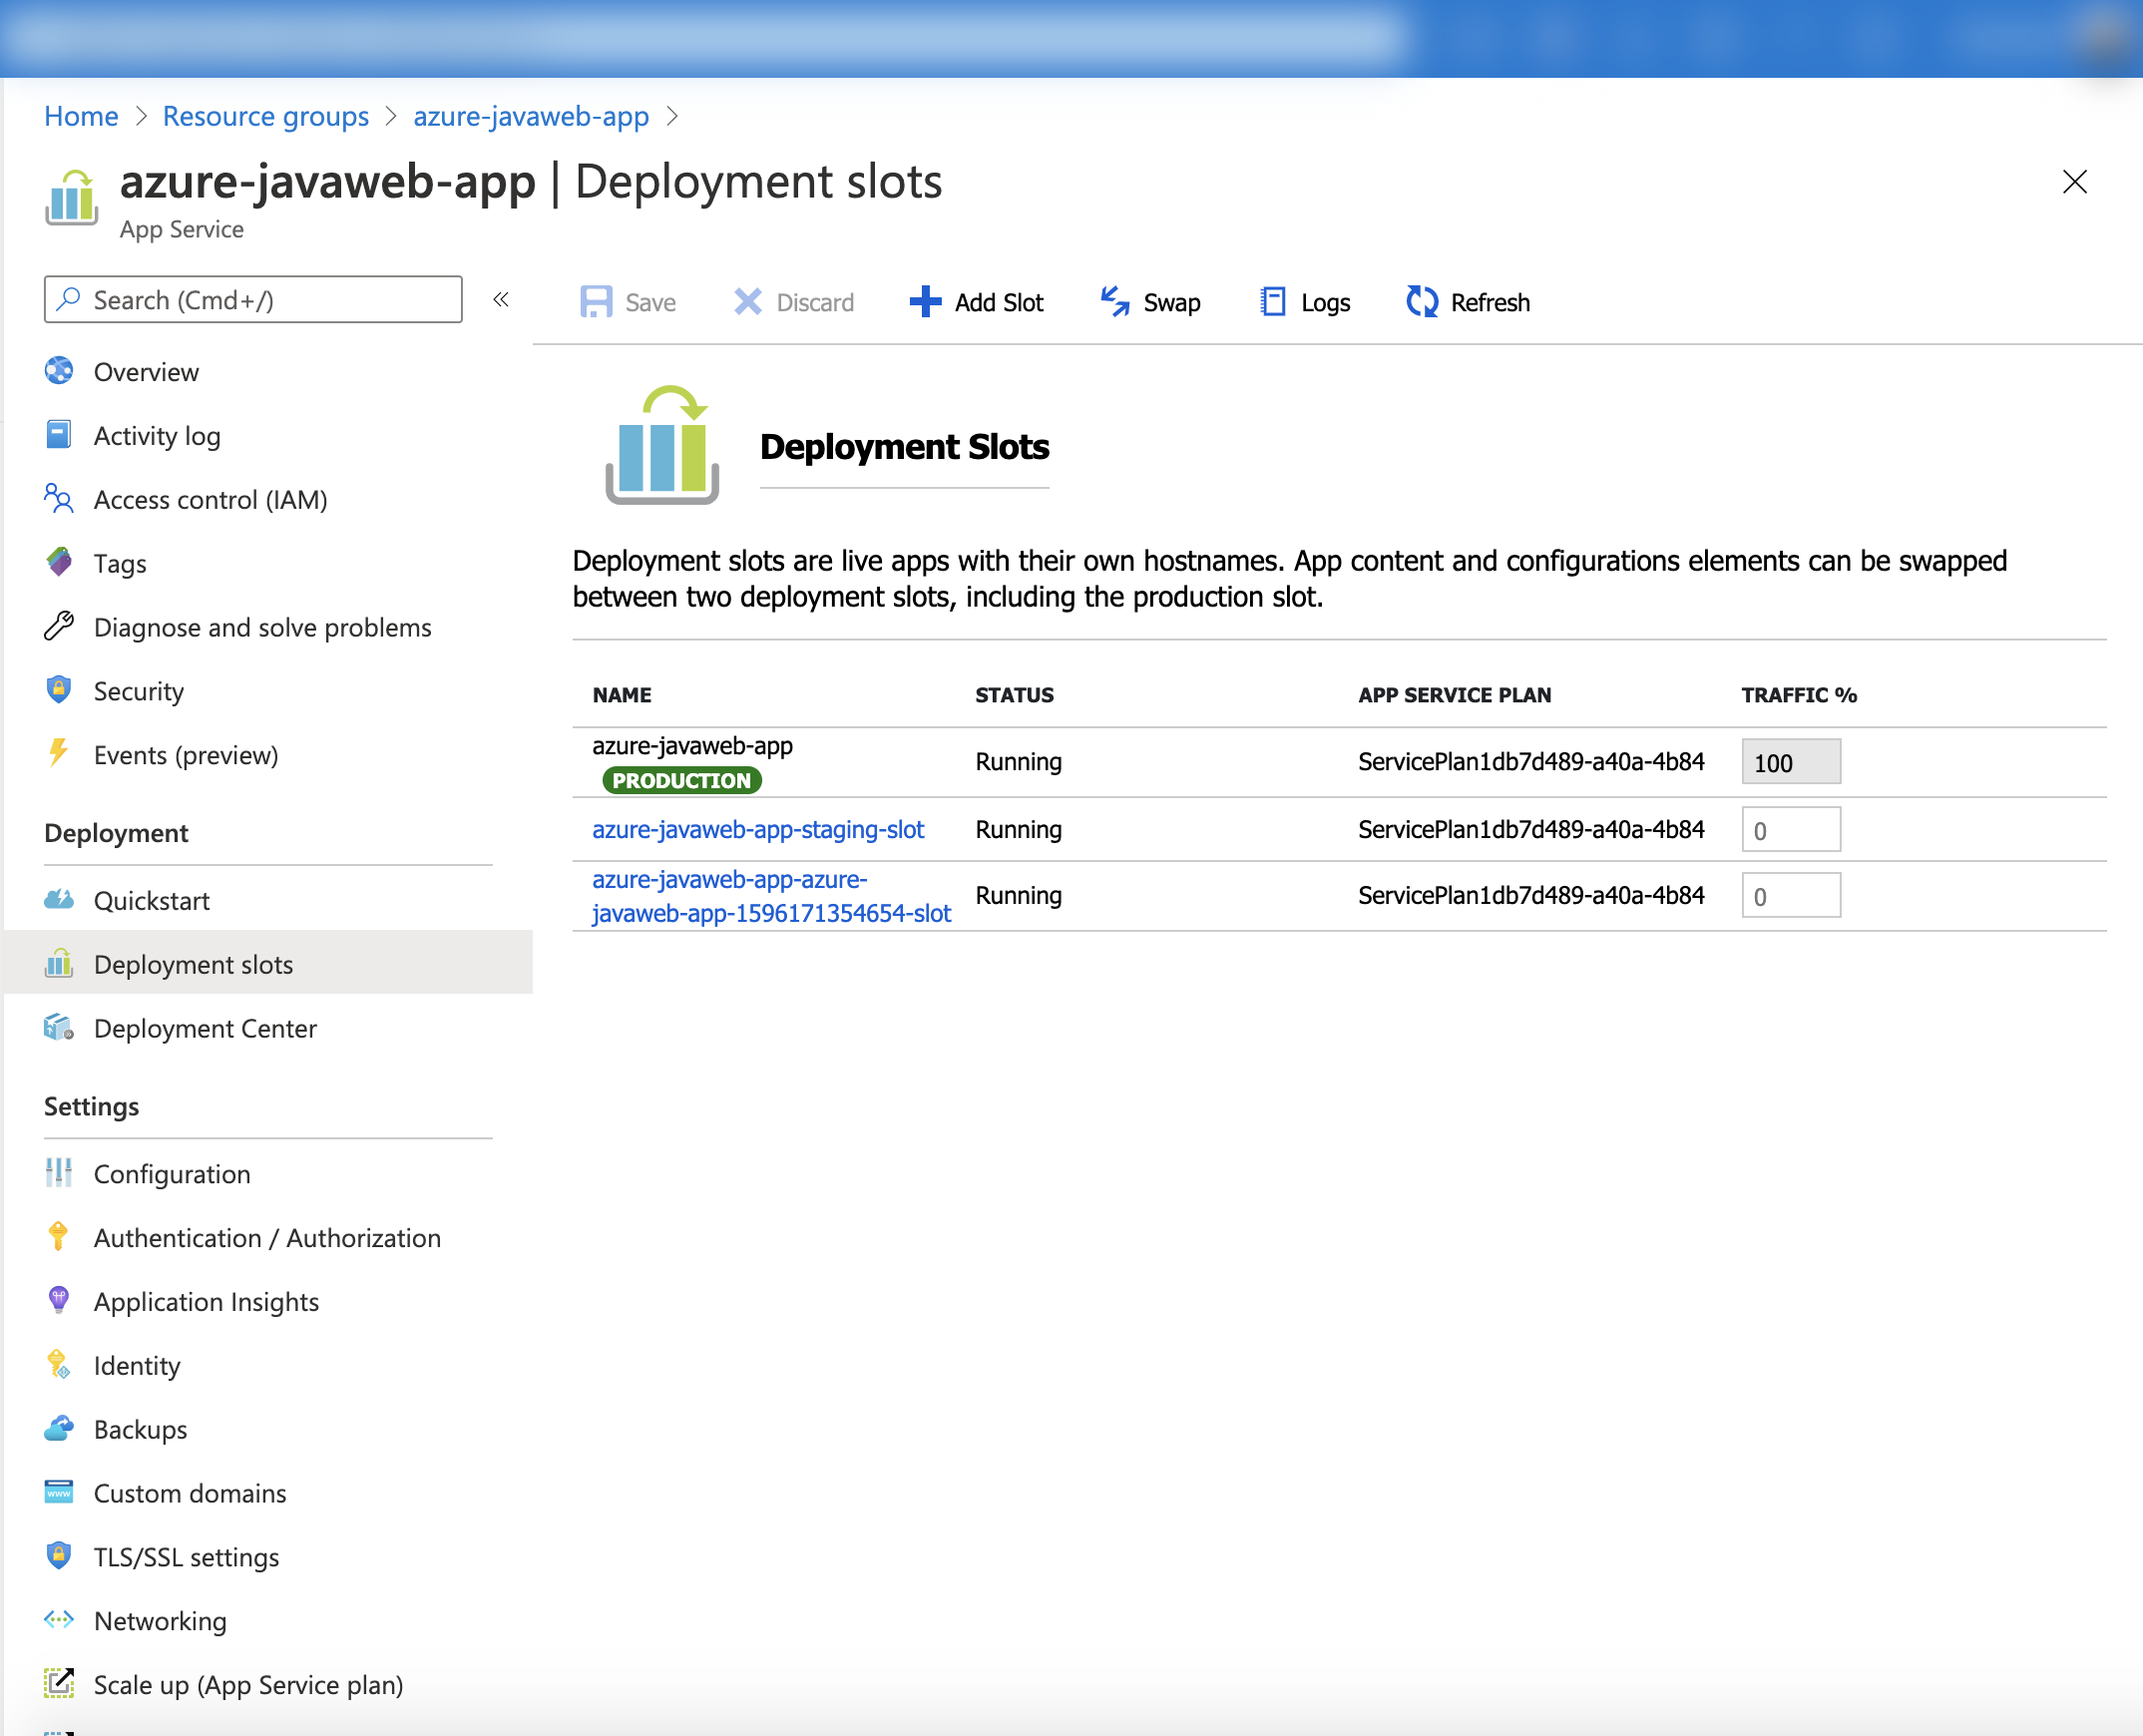 Home > Resource groups > azure-javaweb-app >
azure-javaweb-app | Deployment slots
App Service
Search (Cmd+/)
«
Save
Discard
Add Slot
Swap
Logs
Refresh
Overview
Activity log
Access control (IAM)
Tags
Diagnose and solve problems
Security
Events (preview)
Deployment
Quickstart
Deployment slots
Deployment Center
Settings
Configuration
Authentication / Authorization
Application Insights
Identity
Backups
Custom domains
TLS/SSL settings
Networking
Scale up (App Service plan)
Deployment Slots
Deployment slots are live apps with their own hostnames. App content and configurations elements can be swapped
between two deployment slots, including the production slot.
NAME STATUS APP SERVICE PLAN TRAFFIC %
azure-javaweb-app
PRODUCTION
Running ServicePlan1db7d489-a40a-4b84 100
azure-javaweb-app-staging-slot Running ServicePlan1db7d489-a40a-4b84 0
azure-javaweb-app-azure-
javaweb-app-1596171354654-slot
Running ServicePlan1db7d489-a40a-4b84 0